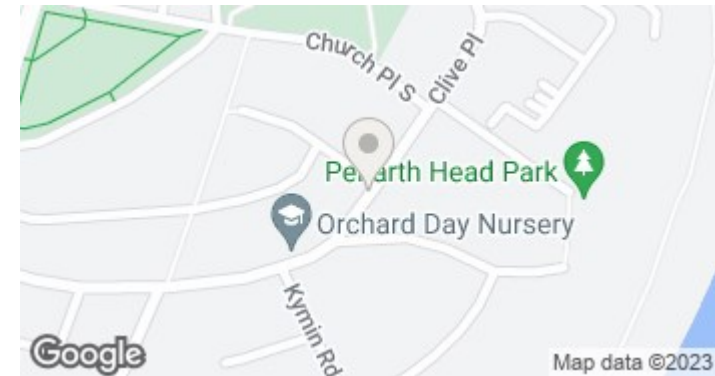 Church Pl S
Clive Pl
Penarth Head Park
Orchard Day Nursery
Kymin Rd
Google
Map data ©2023